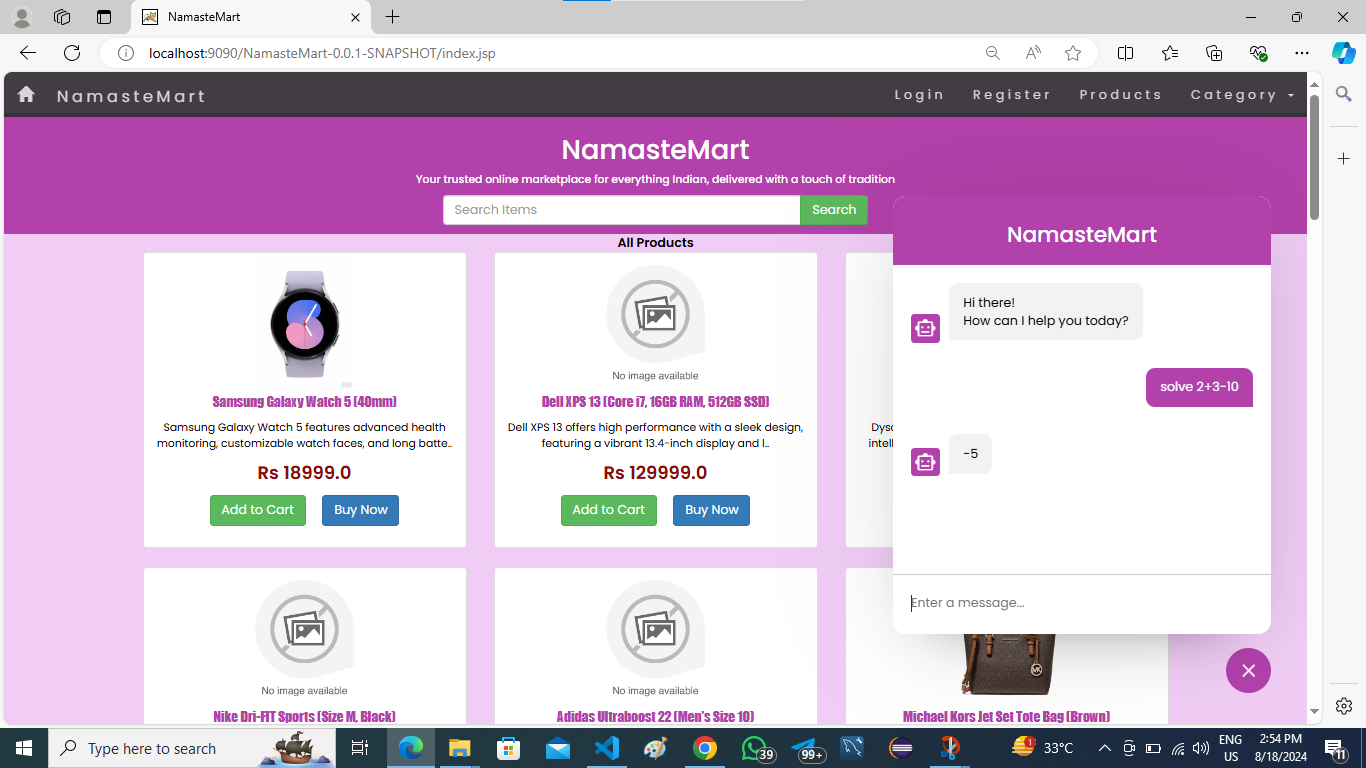 NamasteMart
localhost:9090/NamasteMart-0.0.1-SNAPSHOT/index.jsp
NamasteMart
Login Register Products Category
NamasteMart
Your trusted online marketplace for everything Indian, delivered with a touch of tradition
Search Items
Search
All Products
No image available
Samsung Galaxy Watch 5 (40mm)
Samsung Galaxy Watch 5 features advanced health
monitoring, customizable watch faces, and long batte..
Rs 18999.0
Add to Cart
Buy Now
Dell XPS 13 (Core i7, 16GB RAM, 512GB SSD)
Dell XPS 13 offers high performance with a sleek design,
featuring a vibrant 13.4-inch display and l..
Rs 129999.0
Add to Cart
Buy Now
intell
No image available
Nike Dri-FIT Sports (Size M, Black)
No image available
Adidas Ultraboost 22 (Men's Size 10)
MK
Michael Kors Jet Set Tote Bag (Brown)
NamasteMart
Hi there!
How can I help you today?
solve 2+3-10
-5
Enter a message...
Type here to search
39
99+
1
33°C
ENG
US
2:54 PM
8/18/2024
11